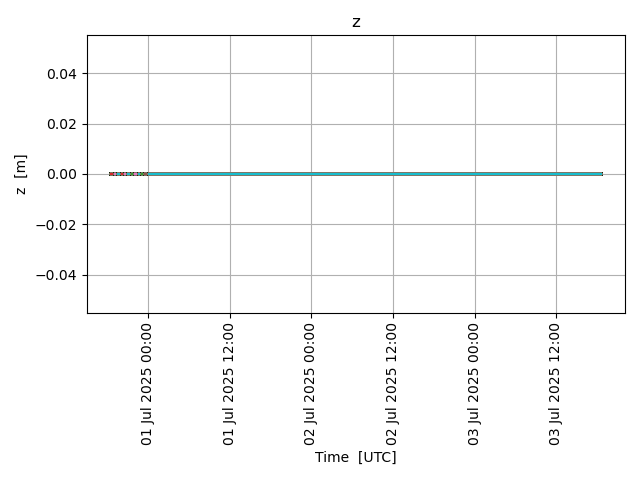 z
0.04
0.02
0.00
−0.02
−0.04
z [m]
01 Jul 2025 00:00
01 Jul 2025 12:00
02 Jul 2025 00:00
02 Jul 2025 12:00
03 Jul 2025 00:00
03 Jul 2025 12:00
Time [UTC]